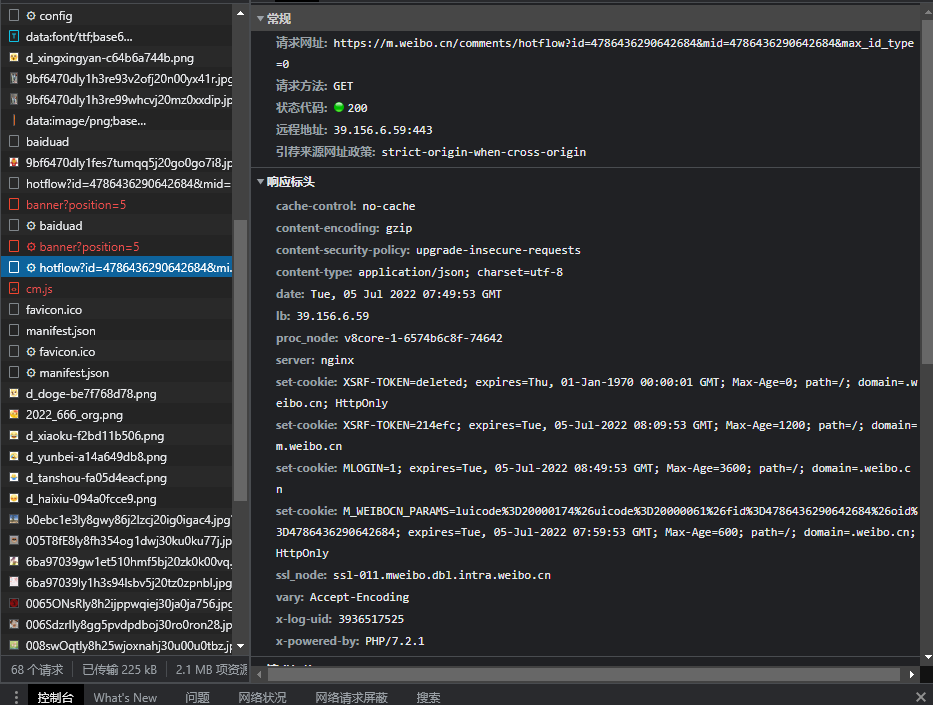 config
data:font/ttf;base6...
d_xingxingyan-c64b6a744b.png
9bf6470dly1h3re93v2ofj20n00yx41r.jpg
9bf6470dly1h3re99whcvj20mz0xxdip.jp
data:image/png;base...
baiduad
9bf6470dly1fes7tumqq5j20go0go7i8.jp
hotflow?id=4786436290642684&mid=
banner?position=5
baiduad
banner?position=5
hotflow?id=4786436290642684&mi...
cm.js
favicon.ico
manifest.json
favicon.ico
manifest.json
d_doge-be7f768d78.png
2022_666_org.png
d_xiaoku-f2bd11b506.png
d_yunbei-a14a649db8.png
d_tanshou-fa05d4eacf.png
d_haixiu-094a0fcce9.png
b0ebc1e3ly8gwy86j2lzcj20ig0igac4.jpg?
005T8fE8ly8fh354og1dwj30ku0ku77j.jp
6ba97039gw1et510hmf5bj20zk0k00vq.
6ba97039ly1h3s94lsbv5j20tz0zpnbl.jpg
0065ONsRly8h2ijppwqiej30ja0ja756.jpg
006Sdzrlly8gg5pvdpdboj30ro0ron28.jp
008swOqtly8h25wjoxnahj30u00u0tbz.j
68 个请求 已传输 225 kB 2.1 MB 项资源
常规
请求网址: https://m.weibo.cn/comments/hotflow?id=4786436290642684&mid=4786436290642684&max_id_type
=0
请求方法: GET
状态代码: 200
远程地址: 39.156.6.59:443
引荐来源网址政策: strict-origin-when-cross-origin
响应标头
cache-control: no-cache
content-encoding: gzip
content-security-policy: upgrade-insecure-requests
content-type: application/json; charset=utf-8
date: Tue, 05 Jul 2022 07:49:53 GMT
lb: 39.156.6.59
proc_node: v8core-1-6574b6c8f-74642
server: nginx
set-cookie: XSRF-TOKEN=deleted; expires=Thu, 01-Jan-1970 00:00:01 GMT; Max-Age=0; path=/; domain=.w
eibo.cn; HttpOnly
set-cookie: XSRF-TOKEN=214efc; expires=Tue, 05-Jul-2022 08:09:53 GMT; Max-Age=1200; path=/; domain=
m.weibo.cn
set-cookie: MLOGIN=1; expires=Tue, 05-Jul-2022 08:49:53 GMT; Max-Age=3600; path=/; domain=.weibo.c
n
set-cookie: M_WEIBOCN_PARAMS=luicode%3D20000174%26uicode%3D20000061%26fid%3D4786436290642684%26oid%
3D4786436290642684; expires=Tue, 05-Jul-2022 07:59:53 GMT; Max-Age=600; path=/; domain=.weibo.cn;
HttpOnly
ssl_node: ssl-011.mweibo.dbl.intra.weibo.cn
vary: Accept-Encoding
x-log-uid: 3936517525
x-powered-by: PHP/7.2.1
控制台 What's New 问题 网络状况 网络请求屏蔽 搜索